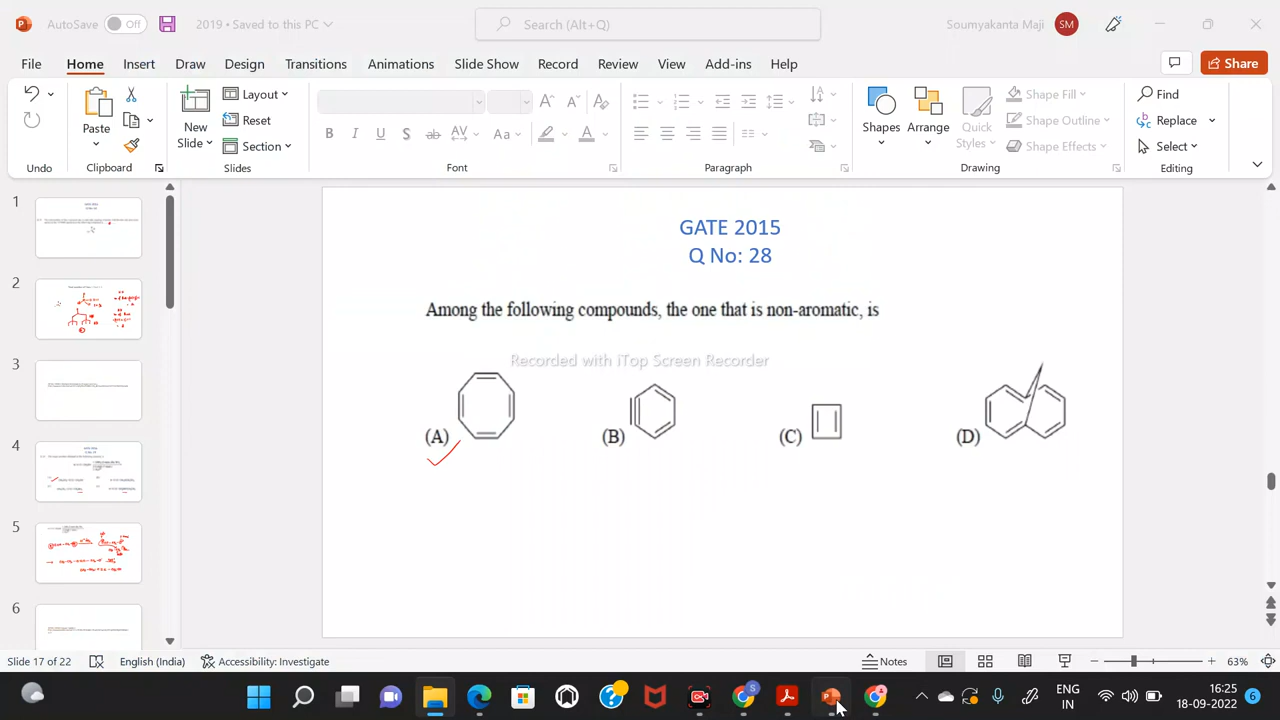 AutoSave Off 2019 • Saved to this PC Search (Alt+Q) Soumyakanta Maji SM
File Home Insert Draw Design Transitions Animations Slide Show Record Review View Add-ins Help Share
Paste New Slide Layout Reset Section
B I U S ab AV Aa A
Shapes Arrange Quick Styles Shape Fill Shape Outline Shape Effects
Find Replace Select
Undo Clipboard Slides Font Paragraph Drawing Editing
1
2
3
4
5
6
GATE 2015
Q No: 28
Among the following compounds, the one that is non-aromatic, is
Recorded with iTop Screen Recorder
(A) (B) (C) (D)
Slide 17 of 22 English (India) Accessibility: Investigate Notes 63%
ENG IN 16:25 18-09-2022 6